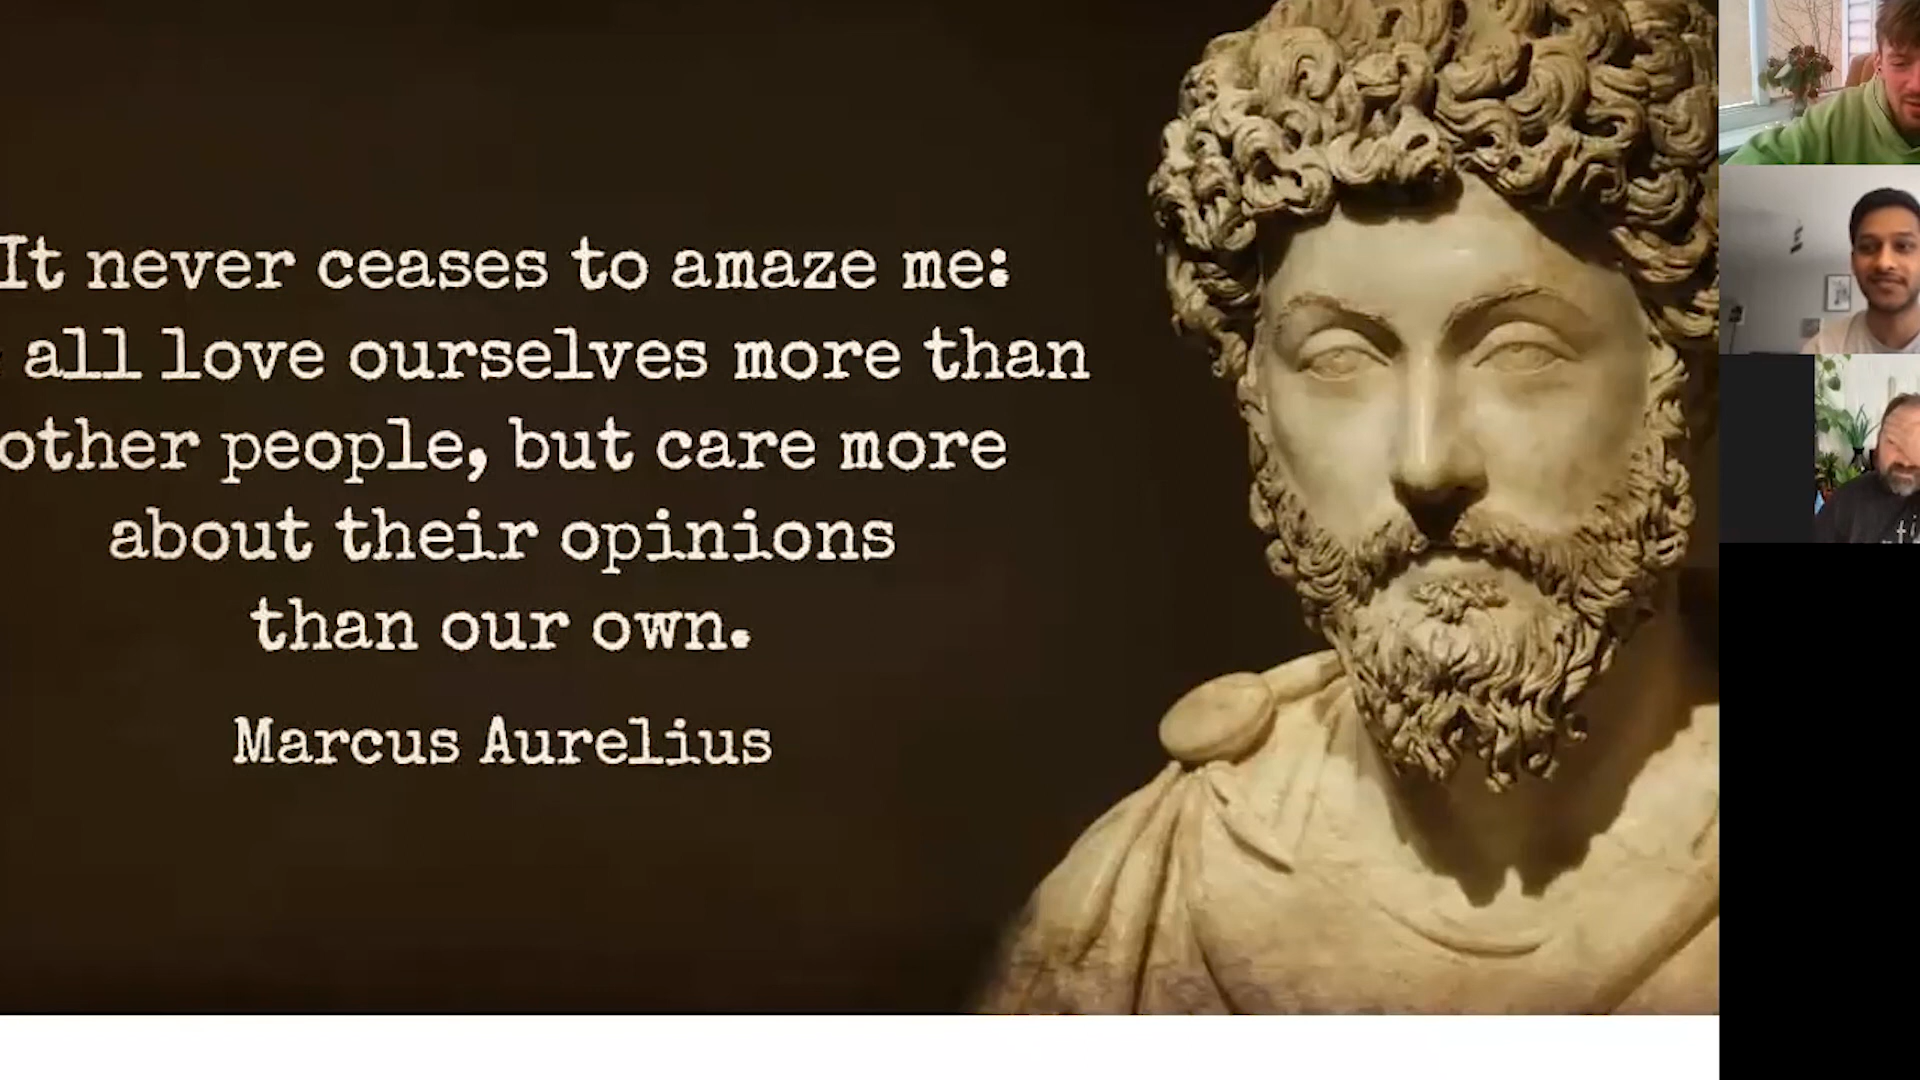 It never ceases to amaze me:
all love ourselves more than
other people, but care more
about their opinions
than our own.
Marcus Aurelius